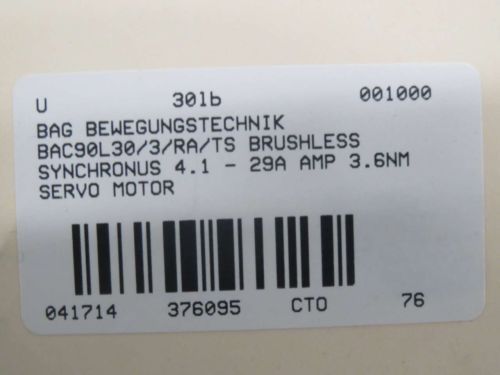 U 30lb 001000
BAG BEWEGUNGSTECHNIK
BAC90L30/3/RA/TS BRUSHLESS
SYNCHRONUS 4.1 - 29A AMP 3.6NM
SERVO MOTOR
041714 376095 CTO 76